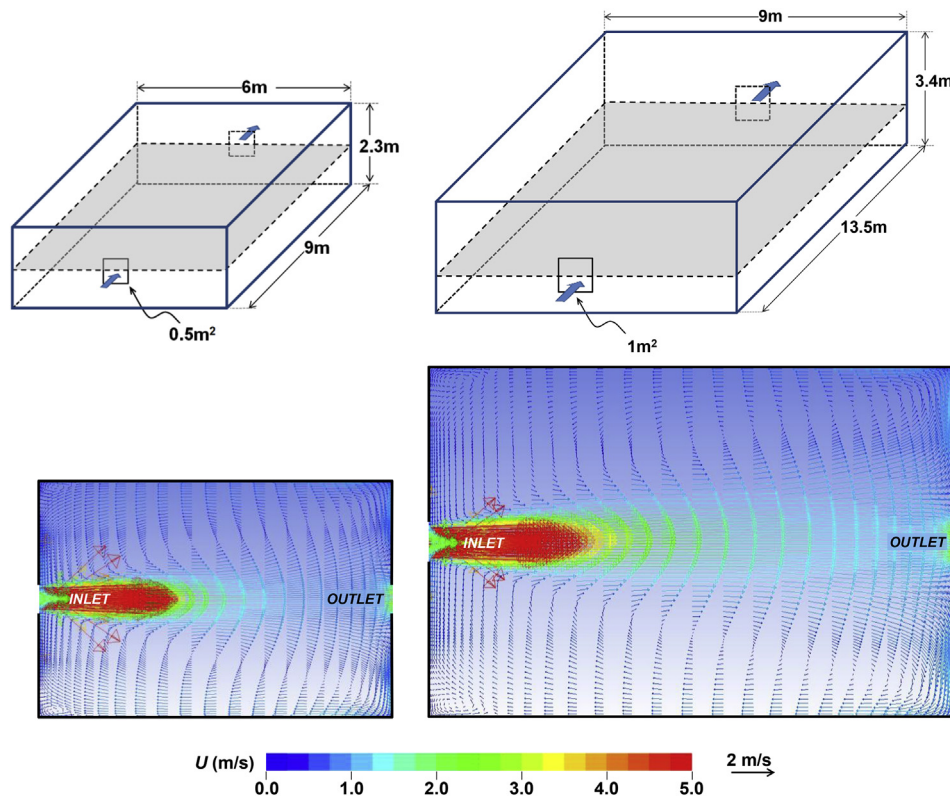 6m
2.3m
9m
0.5m²
9m
3.4m
13.5m
1m²
INLET
OUTLET
INLET
OUTLET
U (m/s)
0.0 1.0 2.0 3.0 4.0 5.0
2 m/s